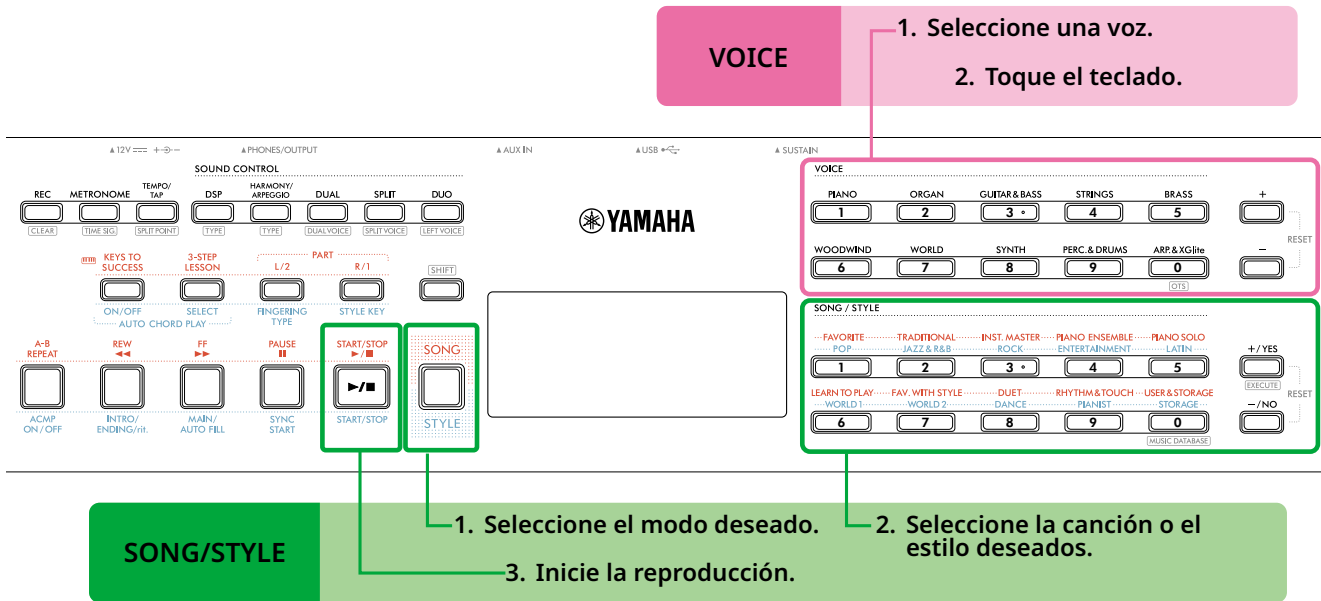 VOICE
1. Seleccione una voz.
2. Toque el teclado.
▲12V ▲PHONES/OUTPUT ▲AUX IN ▲USB ▲SUSTAIN
SOUND CONTROL
REC METRONOME TEMPO/TAP DSP HARMONY/ARPEGGIO DUAL SPLIT DUO
CLEAR TIME SIG. SPLIT POINT TYPE TYPE DUAL VOICE SPLIT VOICE LEFT VOICE
KEYS TO SUCCESS 3-STEP LESSON PART L/2 R/1 SHIFT
ON/OFF SELECT FINGERING TYPE STYLE KEY
AUTO CHORD PLAY
A-B REPEAT REW ◀◀ FF ▶▶ PAUSE II START/STOP ▶/■ SONG
▶/■
ACMP ON/OFF INTRO/ENDING/rit. MAIN/AUTO FILL SYNC START START/STOP STYLE
YAMAHA
VOICE
PIANO ORGAN GUITAR & BASS STRINGS BRASS +
1 2 3 4 5
RESET
WOODWIND WORLD SYNTH PERC. & DRUMS ARP. & XGlite −
6 7 8 9 0
OTS
SONG / STYLE
FAVORITE TRADITIONAL INST. MASTER PIANO ENSEMBLE PIANO SOLO
POP JAZZ & R&B ROCK ENTERTAINMENT LATIN +/YES
1 2 3 4 5
EXECUTE
RESET
LEARN TO PLAY FAV. WITH STYLE DUET RHYTHM & TOUCH USER & STORAGE
WORLD 1 WORLD 2 DANCE PIANIST STORAGE −/NO
6 7 8 9 0
MUSIC DATABASE
SONG/STYLE
1. Seleccione el modo deseado.
2. Seleccione la canción o el
estilo deseados.
3. Inicie la reproducción.